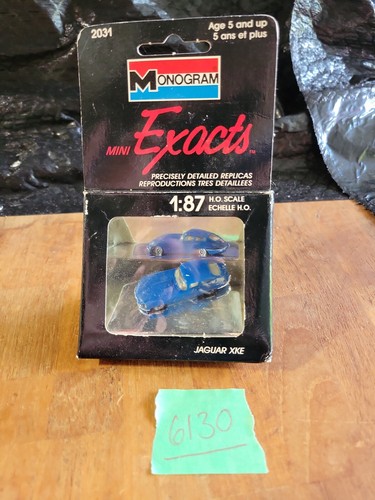 2031
Age 5 and up
5 ans et plus
MONOGRAM
MINI Exacts™
PRECISELY DETAILED REPLICAS
REPRODUCTIONS TRES DETAILLEES
1:87 H.O. SCALE
ECHELLE H.O.
JAGUAR XKE
6130